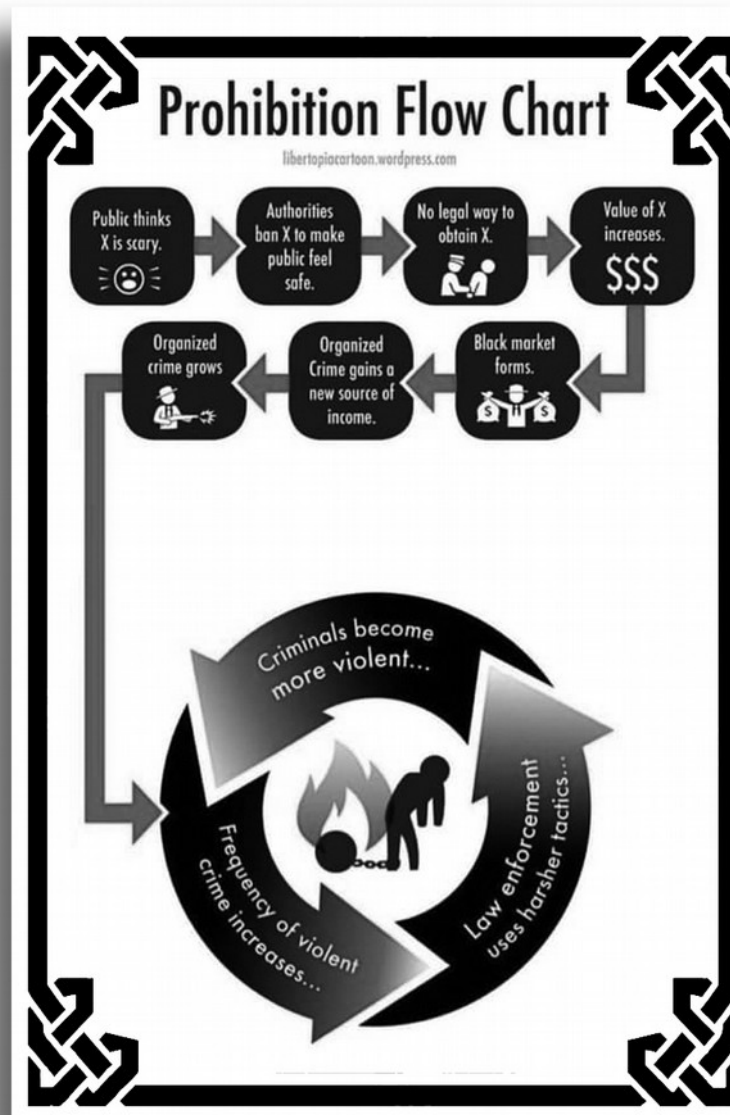 Prohibition Flow Chart
libertopiacartoon.wordpress.com
Public thinks
X is scary.
Authorities
ban X to make
public feel
safe.
No legal way to
obtain X.
Value of X
increases.
$$$
Black market
forms.
$ $
Organized
Crime gains a
new source of
income.
Organized
crime grows
Frequency of violent
crime increases...
Law enforcement
uses harsher tactics...
Criminals become
more violent...